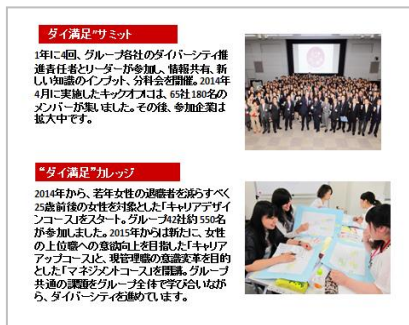 ダイ満足”サミット
1年に4回、グループ各社のダイバーシティ推
進責任者とリーダーが参加し、情報共有、新
しい知識のインプット、分科会を開催。2014年
4月に実施したキックオフには、65社180名の
メンバーが集いました。その後、参加企業は
拡大中です。
“ダイ満足”カレッジ
2014年から、若年女性の退職者を減らすべく
25歳前後の女性を対象とした「キャリアデザイ
ンコース」をスタート。グループ42社約550名
が参加しました。2015年からは新たに、女性
の上位職への意欲向上を目指した「キャリア
アップコース」と、現管理職の意識変革を目的
とした「マネジメントコース」を開講。グループ
共通の課題をグループ全体で学び合いなが
ら、ダイバーシティを進めています。